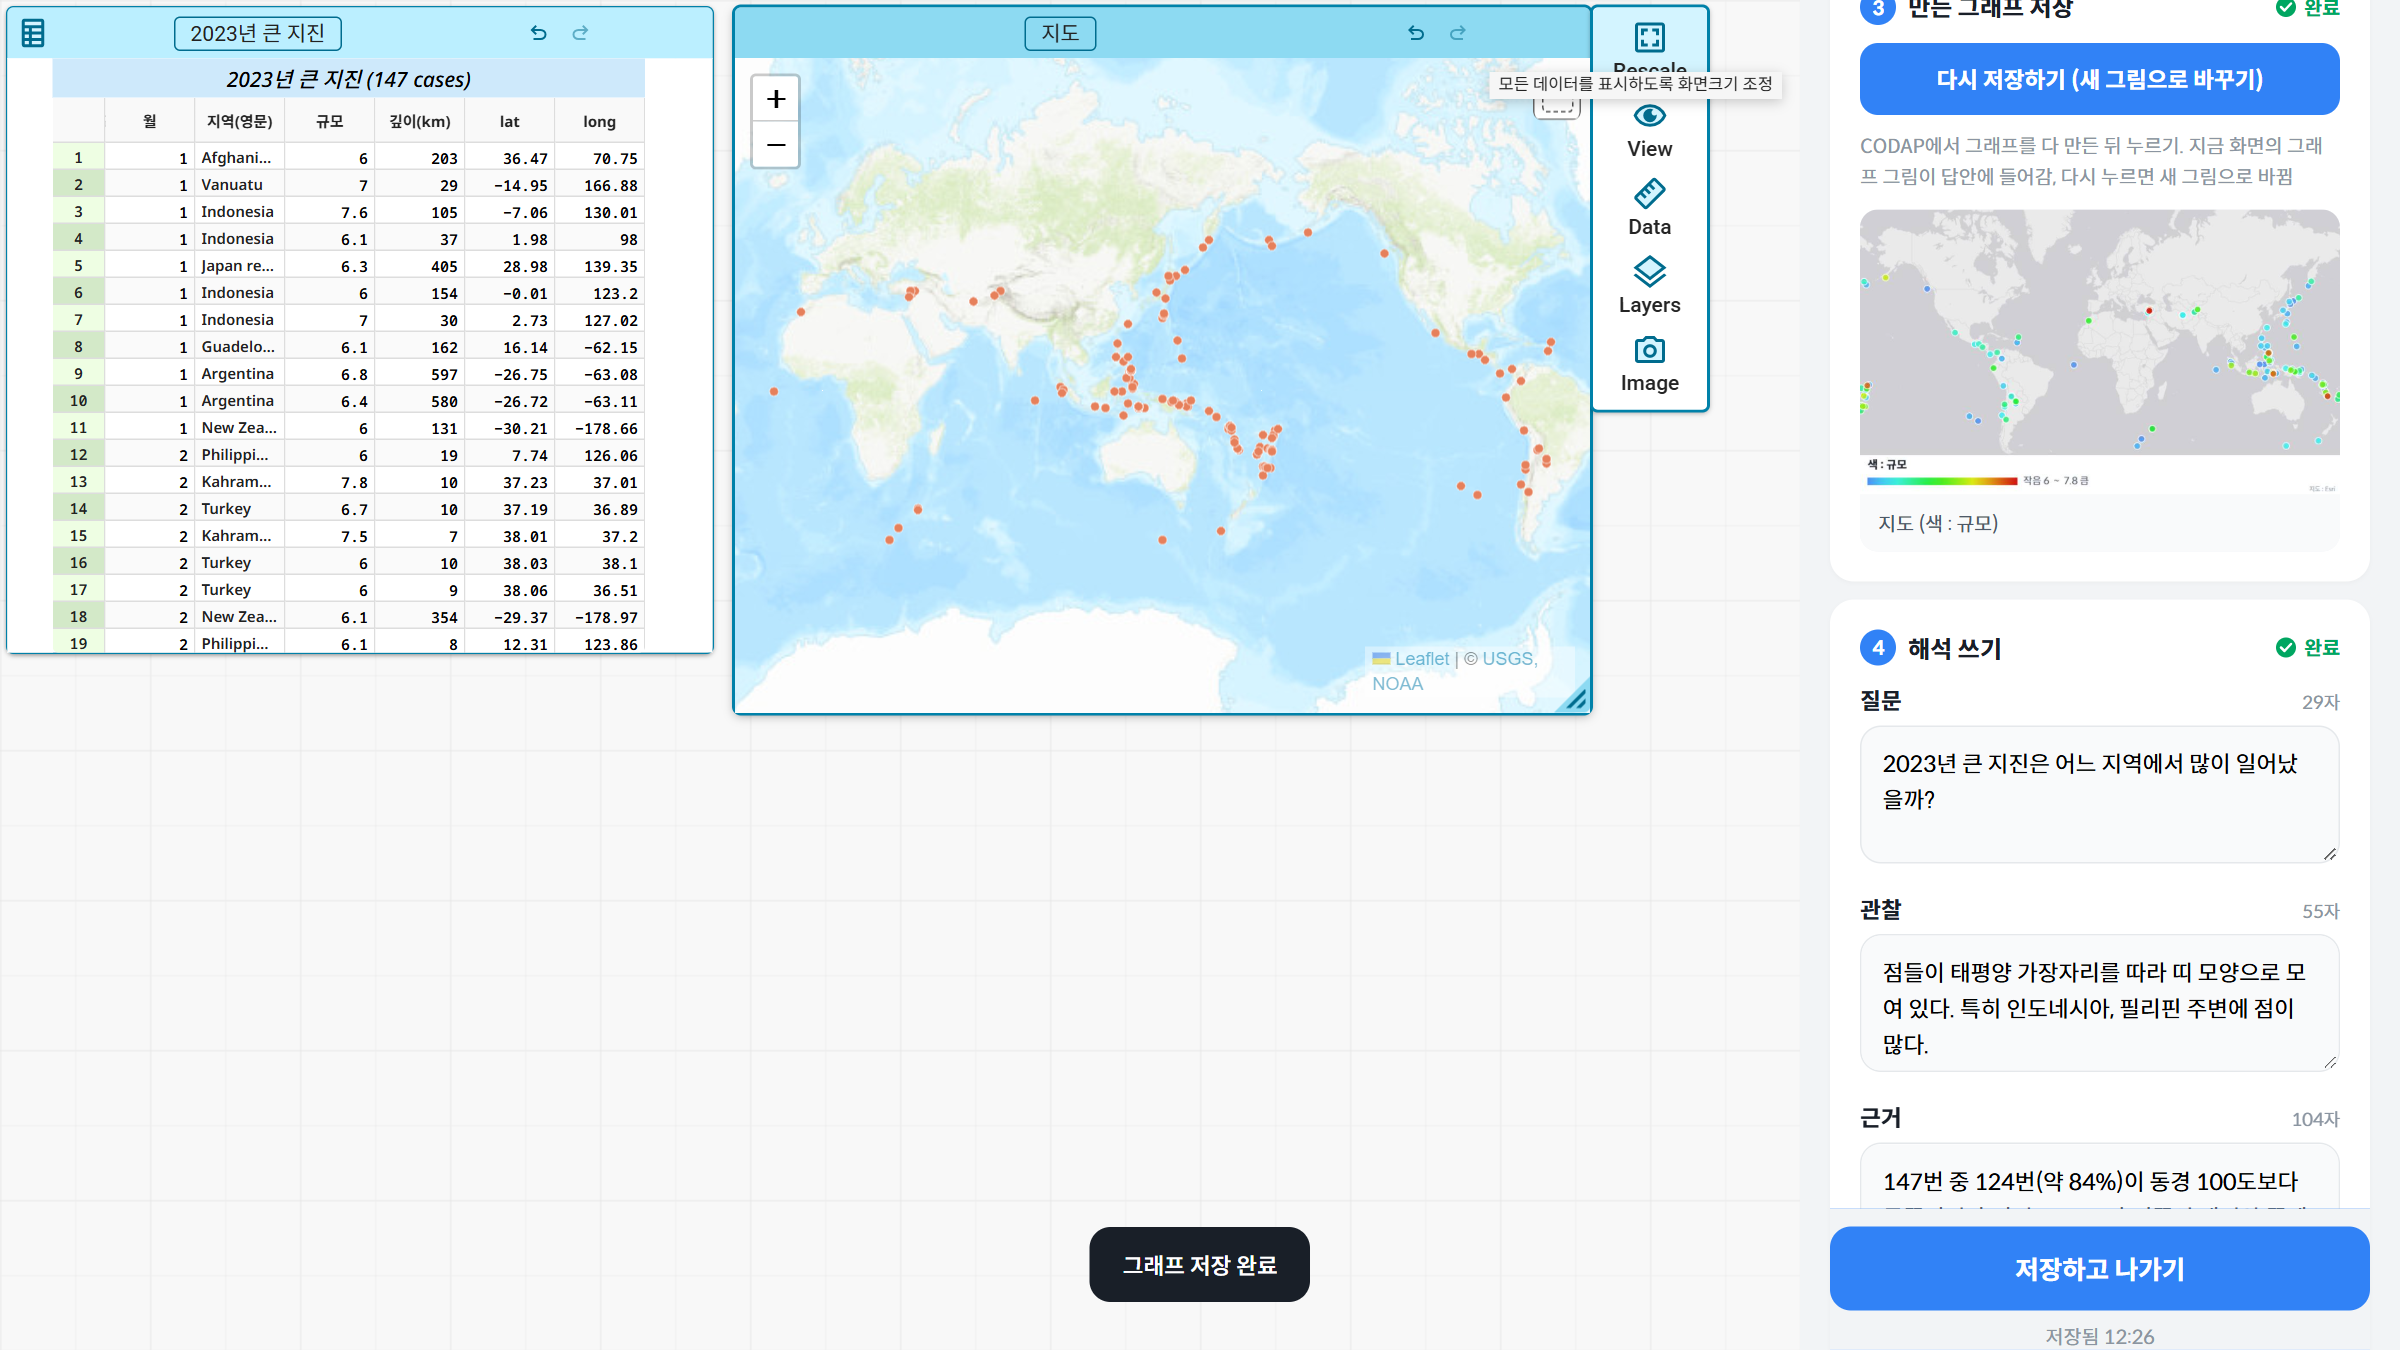 2023년 큰 지진
2023년 큰 지진 (147 cases)
월 지역(영문) 규모 깊이(km) lat long
1 1 Afghani... 6 203 36.47 70.75
2 1 Vanuatu 7 29 −14.95 166.88
3 1 Indonesia 7.6 105 −7.06 130.01
4 1 Indonesia 6.1 37 1.98 98
5 1 Japan re... 6.3 405 28.98 139.35
6 1 Indonesia 6 154 −0.01 123.2
7 1 Indonesia 7 30 2.73 127.02
8 1 Guadelo... 6.1 162 16.14 −62.15
9 1 Argentina 6.8 597 −26.75 −63.08
10 1 Argentina 6.4 580 −26.72 −63.11
11 1 New Zea... 6 131 −30.21 −178.66
12 2 Philippi... 6 19 7.74 126.06
13 2 Kahram... 7.8 10 37.23 37.01
14 2 Turkey 6.7 10 37.19 36.89
15 2 Kahram... 7.5 7 38.01 37.2
16 2 Turkey 6 10 38.03 38.1
17 2 Turkey 6 9 38.06 36.51
18 2 New Zea... 6.1 354 −29.37 −178.97
19 2 Philippi... 6.1 8 12.31 123.86
지도
+
−
Leaflet | © USGS,
NOAA
Rescale
모든 데이터를 표시하도록 화면크기 조정
View
Data
Layers
Image
그래프 저장 완료
3 만든 그래프 저장 완료
다시 저장하기 (새 그림으로 바꾸기)
CODAP에서 그래프를 다 만든 뒤 누르기. 지금 화면의 그래
프 그림이 답안에 들어감, 다시 누르면 새 그림으로 바뀜
색 : 규모
작음 6 ~ 7.8 큼
지도 : Esri
지도 (색 : 규모)
4 해석 쓰기 완료
질문 29자
2023년 큰 지진은 어느 지역에서 많이 일어났
을까?
관찰 55자
점들이 태평양 가장자리를 따라 띠 모양으로 모
여 있다. 특히 인도네시아, 필리핀 주변에 점이
많다.
근거 104자
147번 중 124번(약 84%)이 동경 100도보다
저장하고 나가기
저장됨 12:26